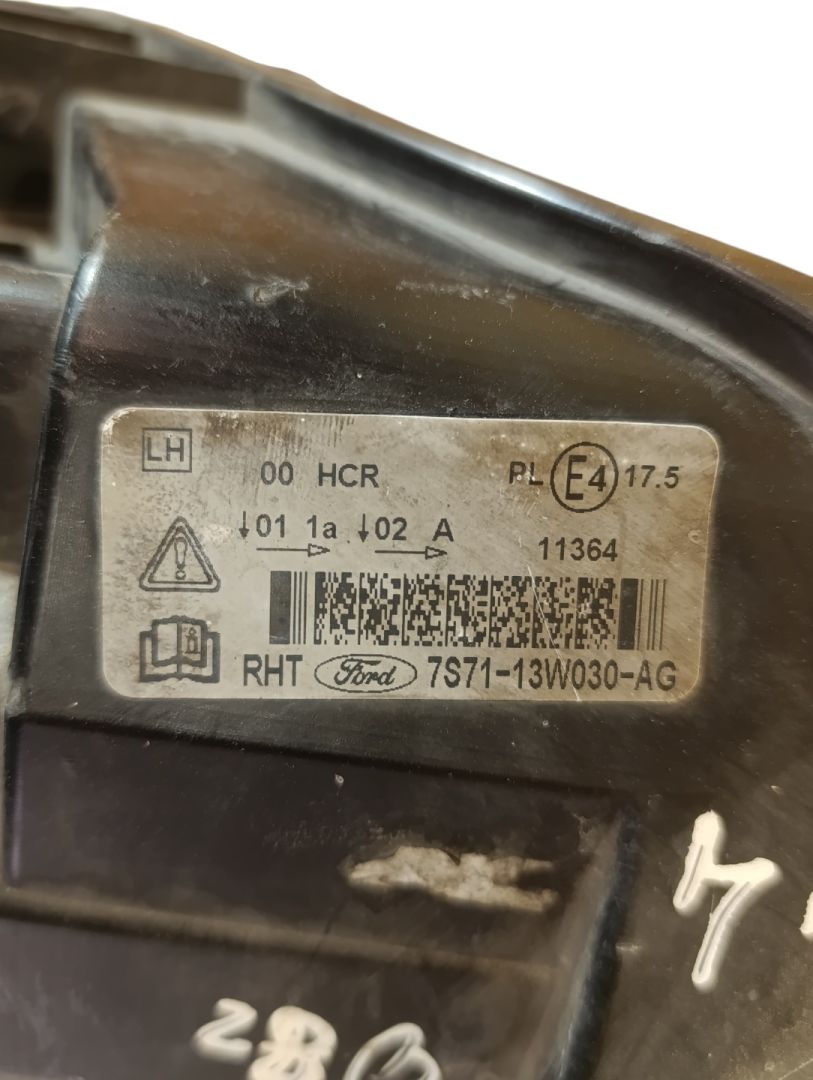 LH
00 HCR PL E4 17.5
↓01 1a ↓02 A
11364
RHT Ford 7S71-13W030-AG